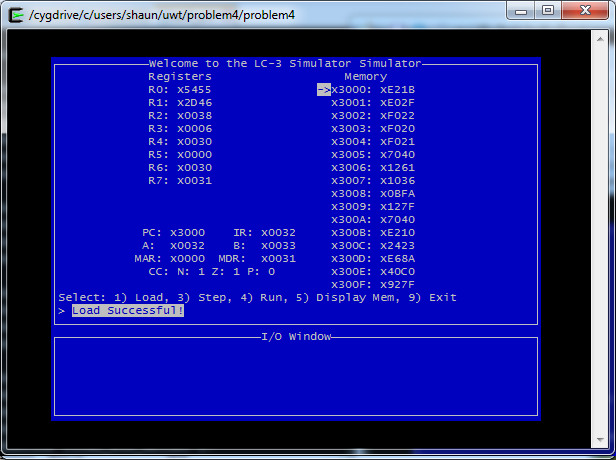 /cygdrive/c/users/shaun/uwt/problem4/problem4
Welcome to the LC-3 Simulator Simulator
Registers Memory
R0: x5455 ->x3000: xE21B
R1: x2D46 x3001: xE02F
R2: x0038 x3002: xF022
R3: x0006 x3003: xF020
R4: x0030 x3004: xF021
R5: x0000 x3005: x7040
R6: x0030 x3006: x1261
R7: x0031 x3007: x1036
x3008: x0BFA
x3009: x127F
x300A: x7040
PC: x3000 IR: x0032 x300B: xE210
A: x0032 B: x0033 x300C: x2423
MAR: x0000 MDR: x0031 x300D: xE68A
CC: N: 1 Z: 1 P: 0 x300E: x40C0
x300F: x927F
Select: 1) Load, 3) Step, 4) Run, 5) Display Mem, 9) Exit
> Load Successful!
I/O Window